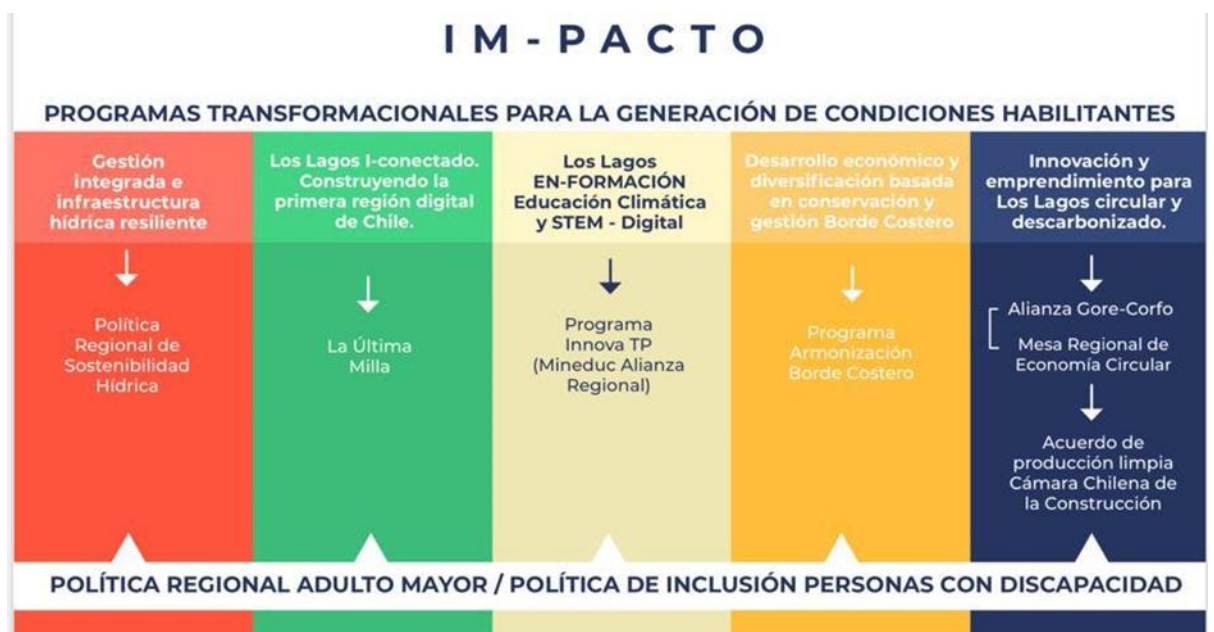 IM-PACTO
PROGRAMAS TRANSFORMACIONALES PARA LA GENERACIÓN DE CONDICIONES HABILITANTES
Gestión
integrada e
infraestructura
hídrica resiliente
Política
Regional de
Sostenibilidad
Hídrica
Los Lagos I-conectado.
Construyendo la
primera región digital
de Chile.
La Última
Milla
Los Lagos
EN-FORMACIÓN
Educación Climática
y STEM - Digital
Programa
Innova TP
(Mineduc Alianza
Regional)
Desarrollo económico y
diversificación basada
en conservación y
gestión Borde Costero
Programa
Armonización
Borde Costero
Innovación y
emprendimiento para
Los Lagos circular y
descarbonizado.
Alianza Gore-Corfo
Mesa Regional de
Economía Circular
Acuerdo de
producción limpia
Cámara Chilena de
la Construcción
POLÍTICA REGIONAL ADULTO MAYOR / POLÍTICA DE INCLUSIÓN PERSONAS CON DISCAPACIDAD